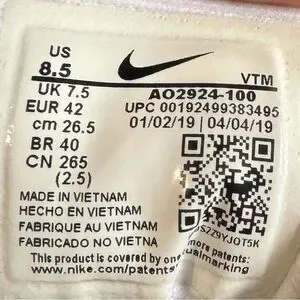 US
8.5
VTM
UK 7.5
AO2924-100
EUR 42
UPC 00192499383495
cm 26.5
01/02/19 | 04/04/19
BR 40
CN 265
(2.5)
MADE IN VIETNAM
HECHO EN VIETNAM
FABRIQUE AU VIETNAM
FABRICADO NO VIETNA
This product is covered by one
more patents.
www.nike.com/patents